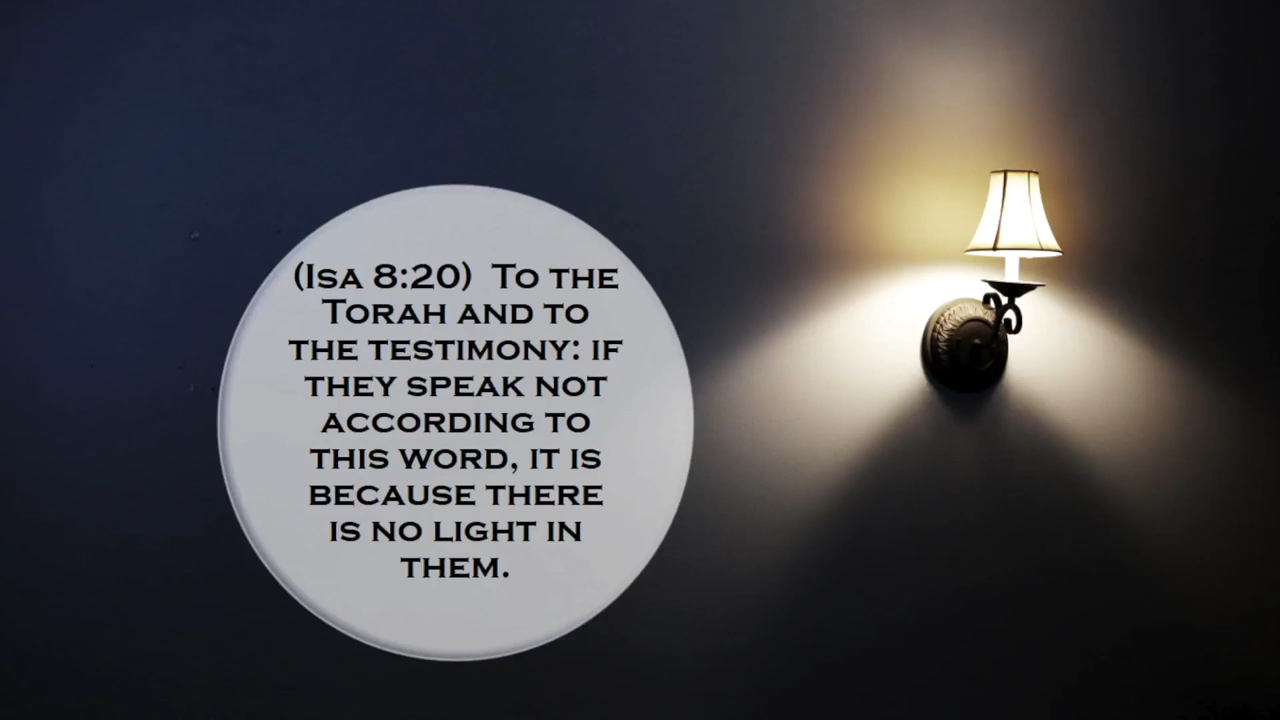 (Isa 8:20)  To the
Torah and to
the testimony: if
they speak not
according to
this word, it is
because there
is no light in
them.